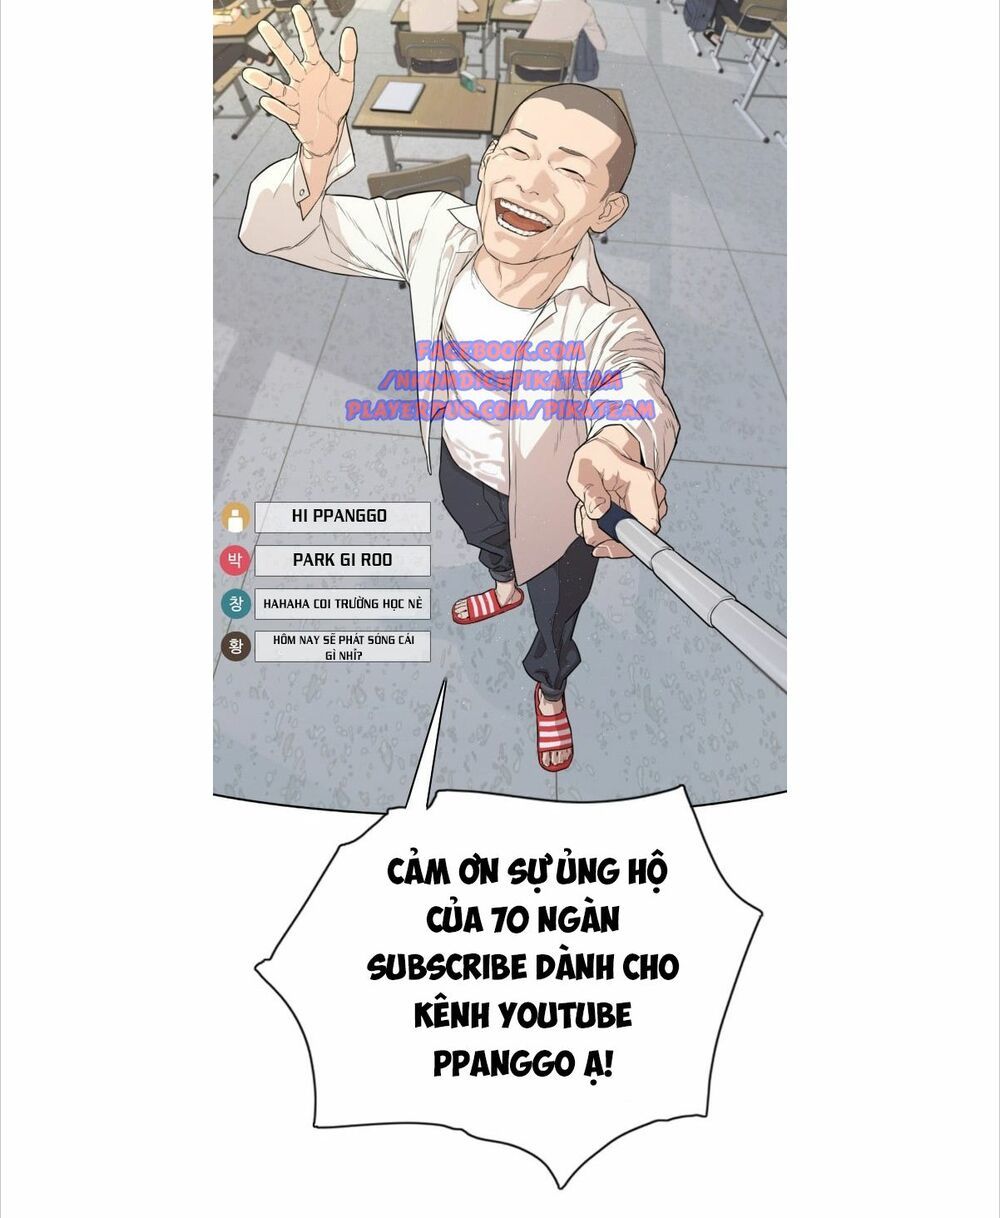 FACEBOOK.COM
/NHOMDICHPIKATEAM
PLAYERDUO.COM/PIKATEAM
HI PPANGGO
박
PARK GI ROO
창
HAHAHA COI TRƯỜNG HỌC NÈ
황
HÔM NAY SẼ PHÁT SÓNG CÁI
GÌ NHỈ?
CẢM ƠN SỰ ỦNG HỘ
CỦA 70 NGÀN
SUBSCRIBE DÀNH CHO
KÊNH YOUTUBE
PPANGGO Ạ!